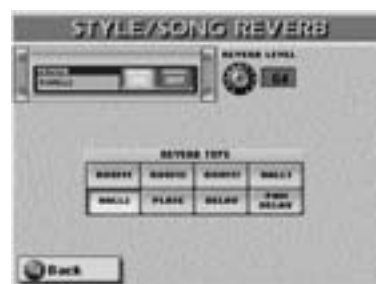 STYLE/SONG REVERB
REVERB LEVEL
64
REVERB TYPE
ROOM1 ROOM2 ROOM3 HALL1
HALL2 PLATE DELAY PAN DELAY
Back